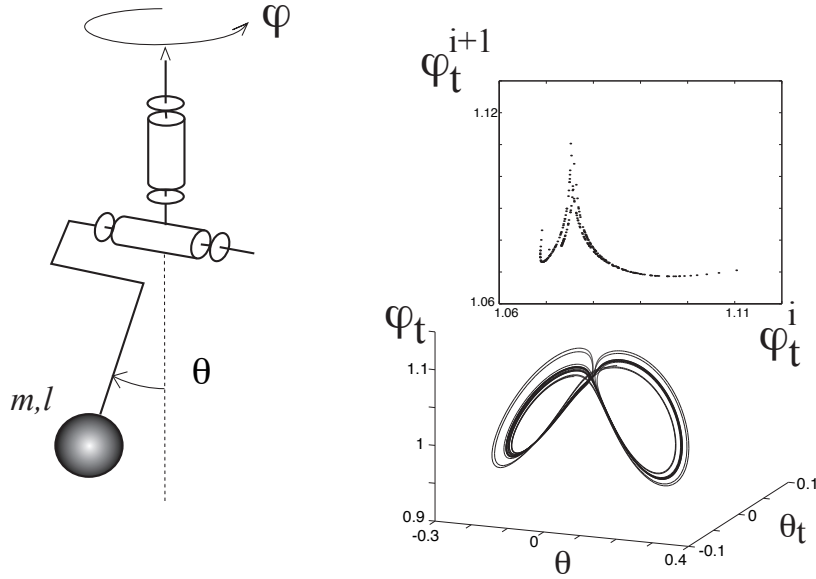 φ
θ
m,l
φ_t^{i+1}
1.12
1.06
1.06
1.11
φ_t^i
φ_t
1.1
1
0.9
-0.3
0
0.4
θ
-0.1
0
0.1
θ_t